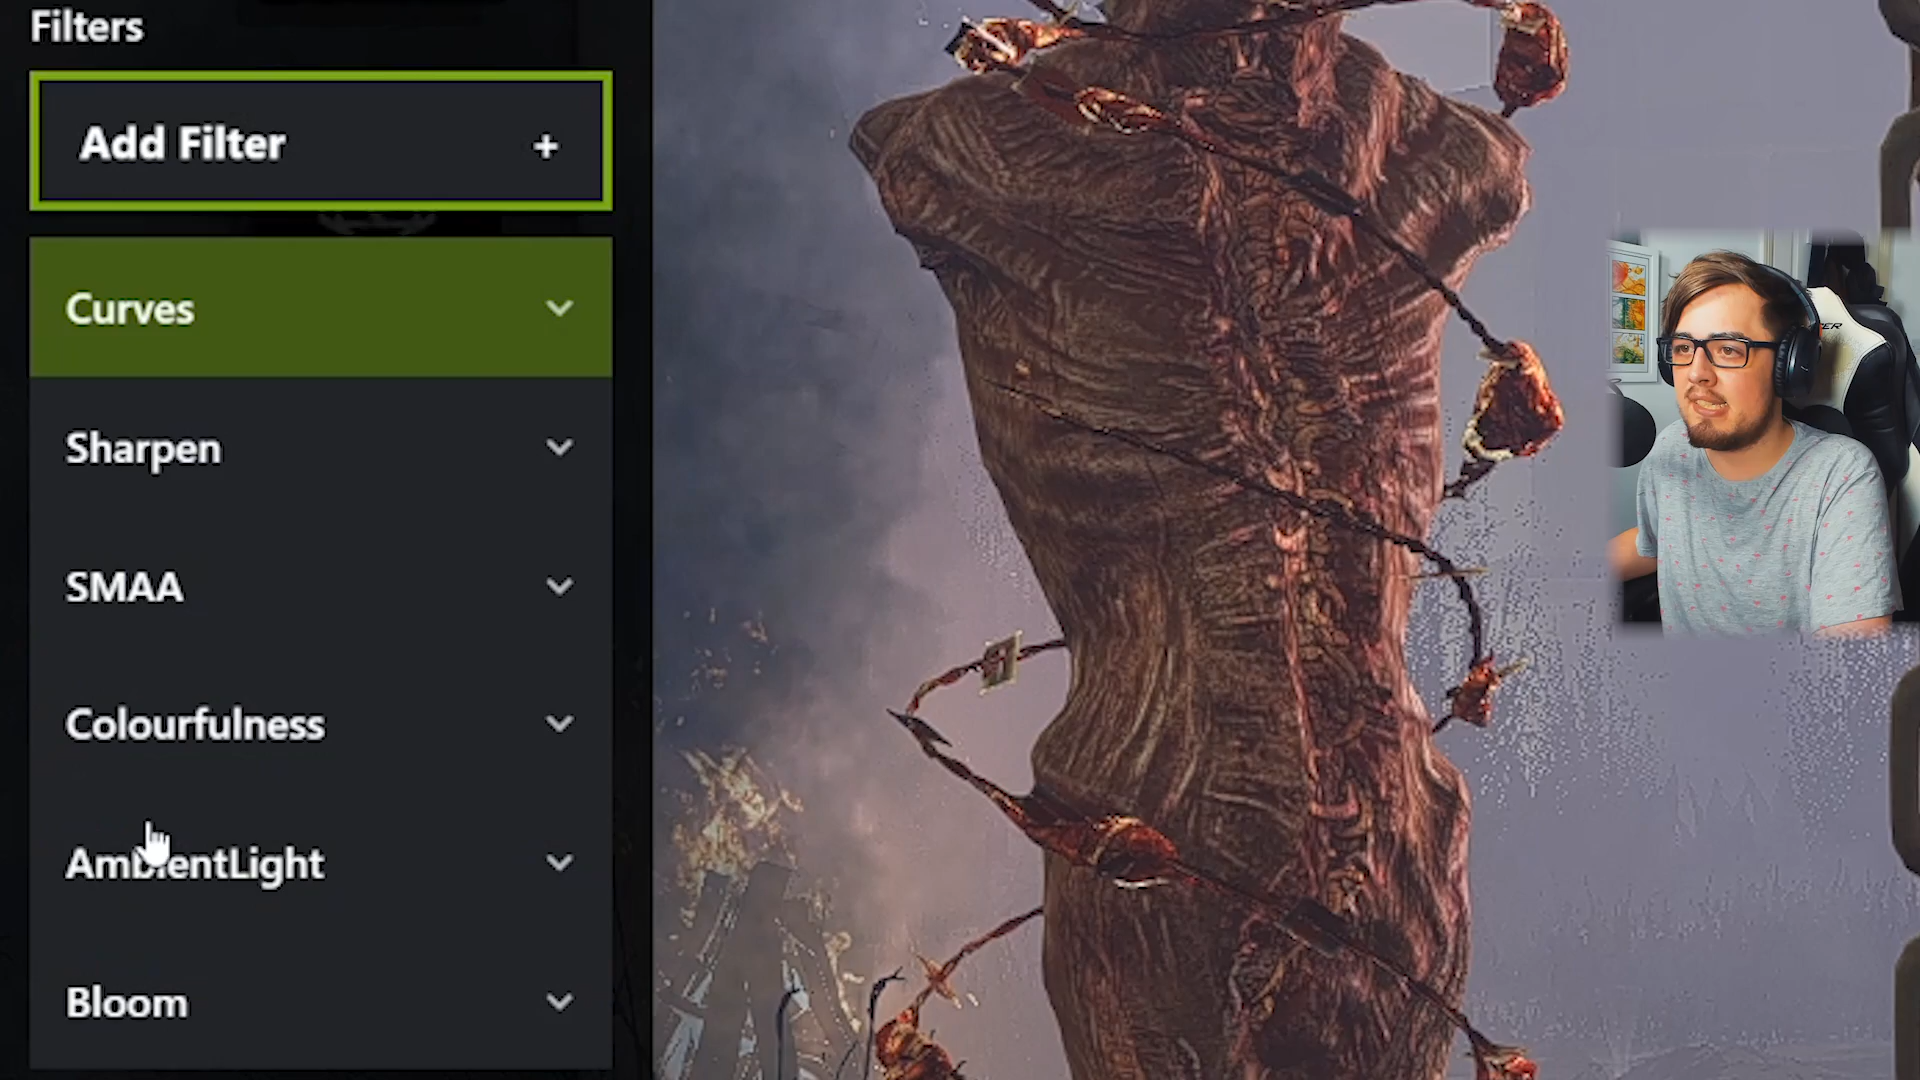 Filters
Add Filter +
Curves
Sharpen
SMAA
Colourfulness
AmbientLight
Bloom